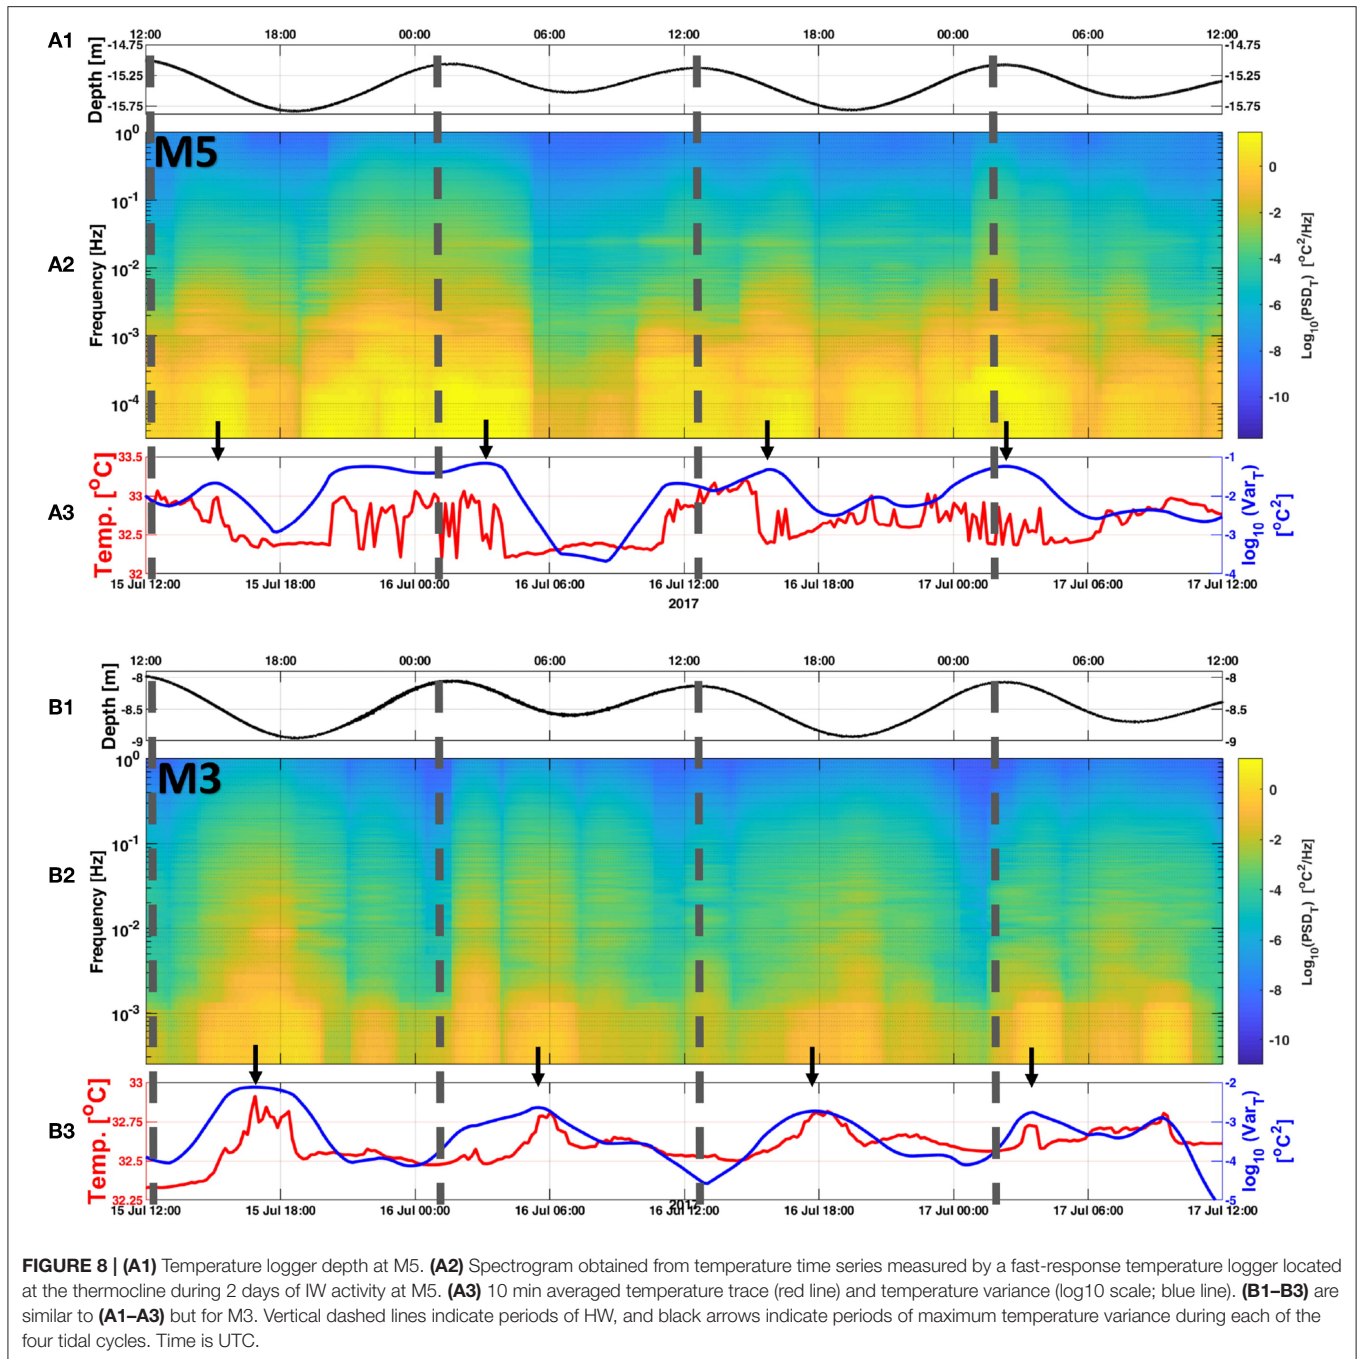 A1
12:00 18:00 00:00 06:00 12:00 18:00 00:00 06:00 12:00
Depth [m]
-14.75 -14.75
-15.25 -15.25
-15.75 -15.75
M5
A2
Frequency [Hz]
10^0
10^-1
10^-2
10^-3
10^-4
0
-2
-4
-6
-8
-10
Log10(PSDT) [°C²/Hz]
A3
Temp. [°C]
33.5 -1
33 -2
32.5 -3
32 -4
log10 (VarT)
[°C²]
15 Jul 12:00 15 Jul 18:00 16 Jul 00:00 16 Jul 06:00 16 Jul 12:00 16 Jul 18:00 17 Jul 00:00 17 Jul 06:00 17 Jul 12:00
2017
B1
12:00 18:00 00:00 06:00 12:00 18:00 00:00 06:00 12:00
Depth [m]
-8 -8
-8.5 -8.5
-9 -9
M3
B2
Frequency [Hz]
10^0
10^-1
10^-2
10^-3
0
-2
-4
-6
-8
-10
Log10(PSDT) [°C²/Hz]
B3
Temp. [°C]
33 -2
32.75 -3
32.5 -4
32.25 -5
log10 (VarT)
[°C²]
2017
15 Jul 12:00 15 Jul 18:00 16 Jul 00:00 16 Jul 06:00 16 Jul 12:00 16 Jul 18:00 17 Jul 00:00 17 Jul 06:00 17 Jul 12:00
FIGURE 8 | (A1) Temperature logger depth at M5. (A2) Spectrogram obtained from temperature time series measured by a fast-response temperature logger located
at the thermocline during 2 days of IW activity at M5. (A3) 10 min averaged temperature trace (red line) and temperature variance (log10 scale; blue line). (B1–B3) are
similar to (A1–A3) but for M3. Vertical dashed lines indicate periods of HW, and black arrows indicate periods of maximum temperature variance during each of the
four tidal cycles. Time is UTC.